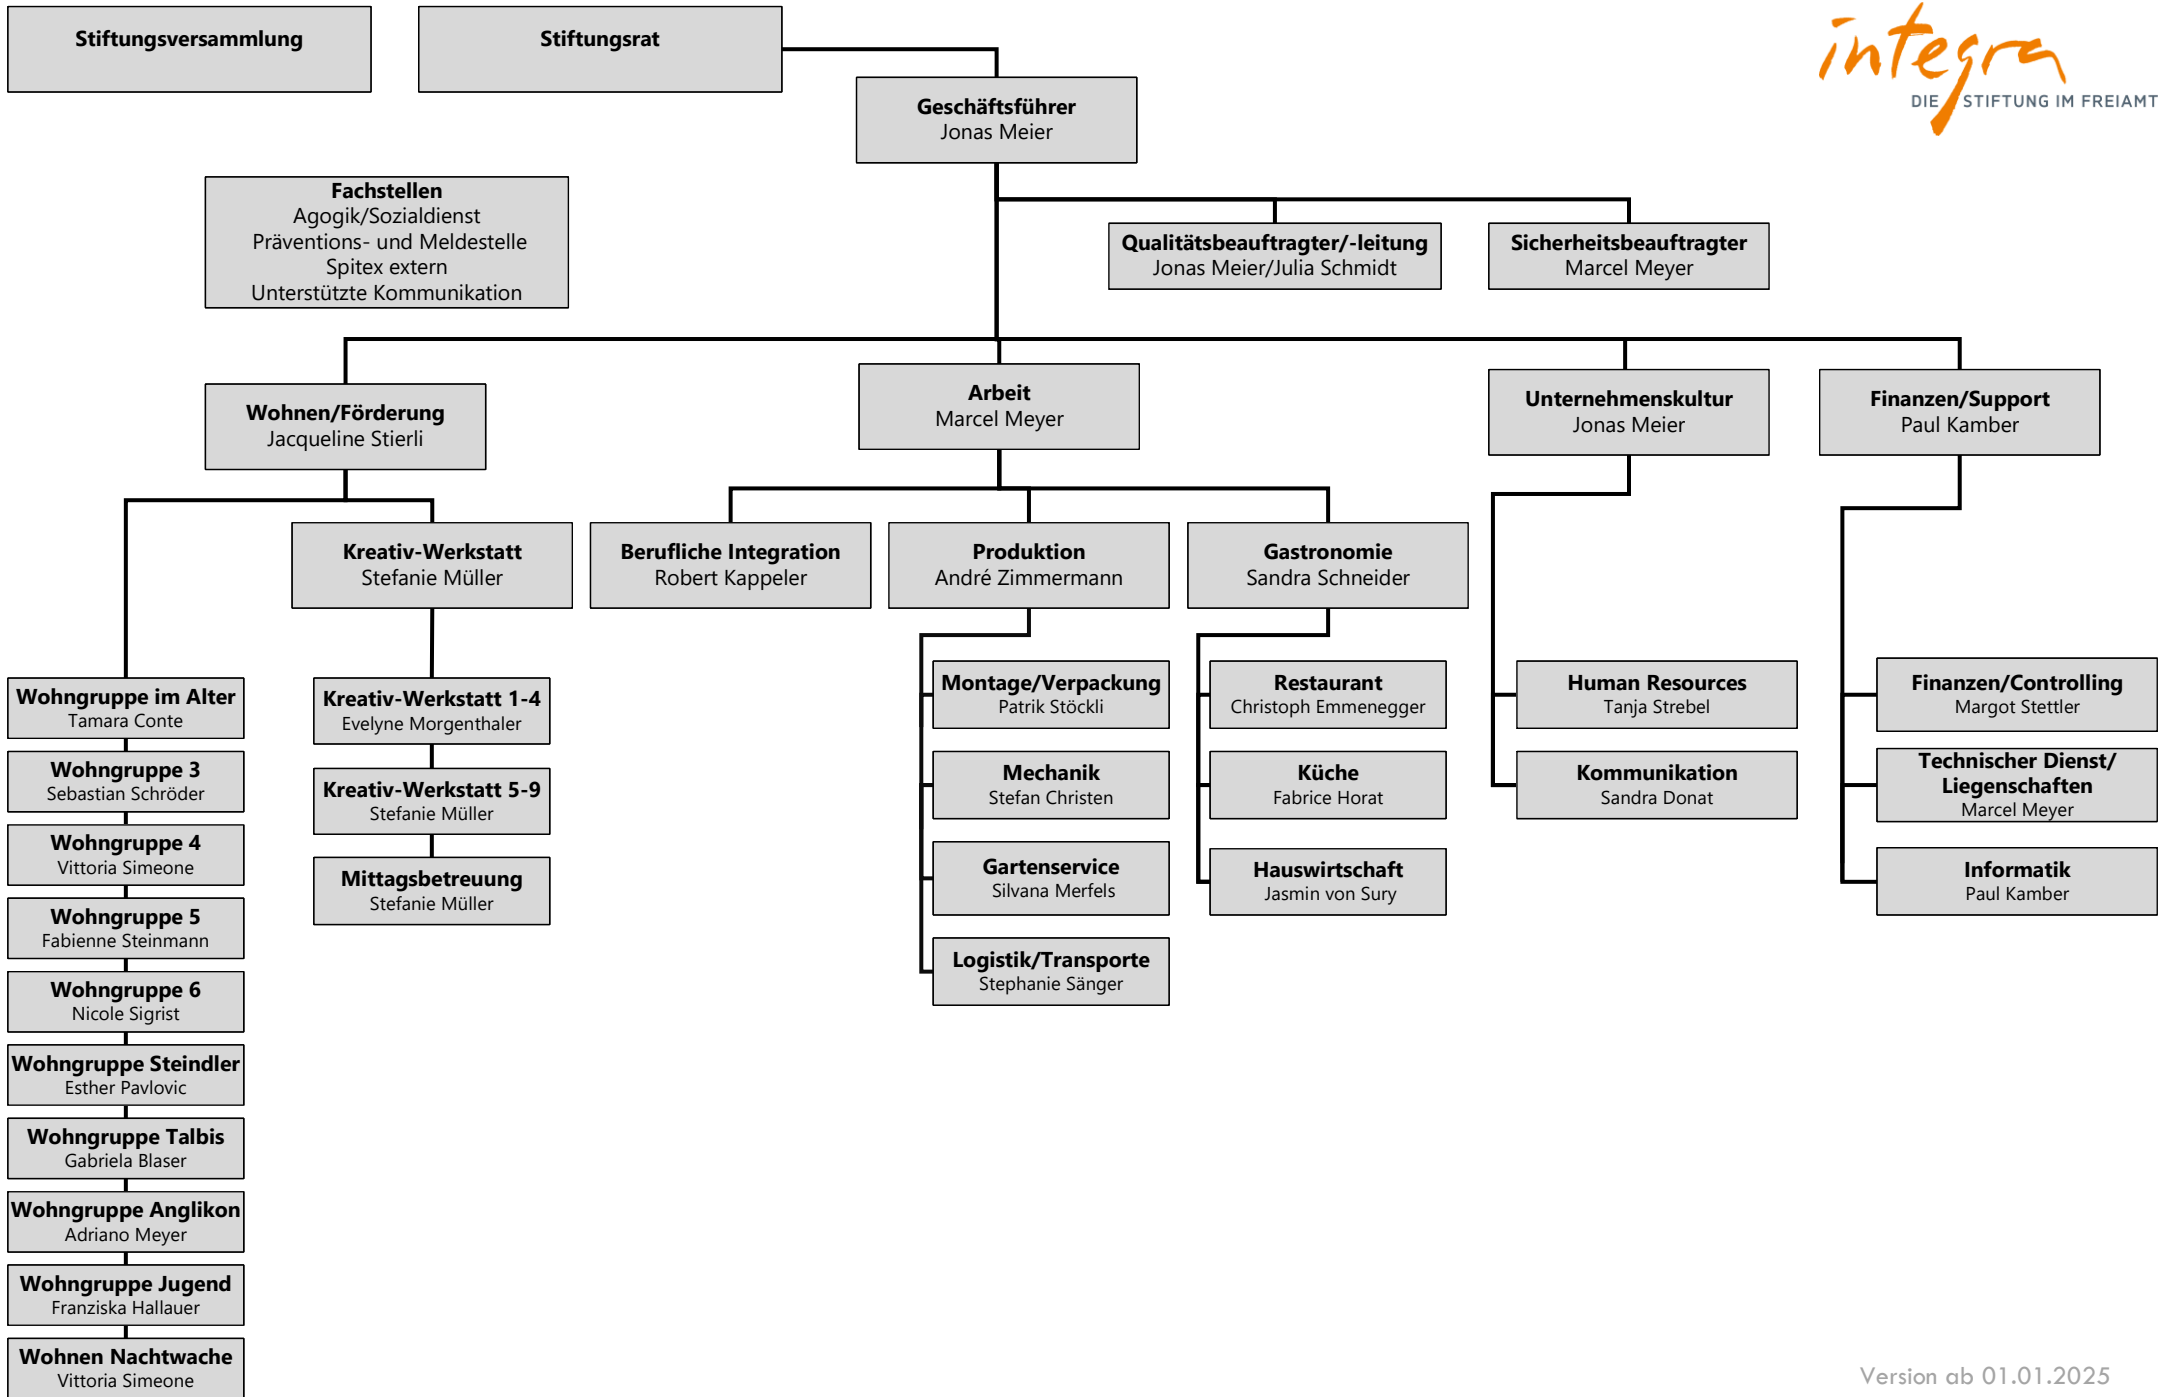 Stiftungsversammlung
Stiftungsrat
integra
DIE STIFTUNG IM FREIAMT
Geschäftsführer
Jonas Meier
Fachstellen
Agogik/Sozialdienst
Präventions- und Meldestelle
Spitex extern
Unterstützte Kommunikation
Qualitätsbeauftragter/-leitung
Jonas Meier/Julia Schmidt
Sicherheitsbeauftragter
Marcel Meyer
Wohnen/Förderung
Jacqueline Stierli
Arbeit
Marcel Meyer
Unternehmenskultur
Jonas Meier
Finanzen/Support
Paul Kamber
Kreativ-Werkstatt
Stefanie Müller
Berufliche Integration
Robert Kappeler
Produktion
André Zimmermann
Gastronomie
Sandra Schneider
Wohngruppe im Alter
Tamara Conte
Wohngruppe 3
Sebastian Schröder
Wohngruppe 4
Vittoria Simeone
Wohngruppe 5
Fabienne Steinmann
Wohngruppe 6
Nicole Sigrist
Wohngruppe Steindler
Esther Pavlovic
Wohngruppe Talbis
Gabriela Blaser
Wohngruppe Anglikon
Adriano Meyer
Wohngruppe Jugend
Franziska Hallauer
Wohnen Nachtwache
Vittoria Simeone
Kreativ-Werkstatt 1-4
Evelyne Morgenthaler
Kreativ-Werkstatt 5-9
Stefanie Müller
Mittagsbetreuung
Stefanie Müller
Montage/Verpackung
Patrik Stöckli
Mechanik
Stefan Christen
Gartenservice
Silvana Merfels
Logistik/Transporte
Stephanie Sänger
Restaurant
Christoph Emmenegger
Küche
Fabrice Horat
Hauswirtschaft
Jasmin von Sury
Human Resources
Tanja Strebel
Kommunikation
Sandra Donat
Finanzen/Controlling
Margot Stettler
Technischer Dienst/
Liegenschaften
Marcel Meyer
Informatik
Paul Kamber
Version ab 01.01.2025